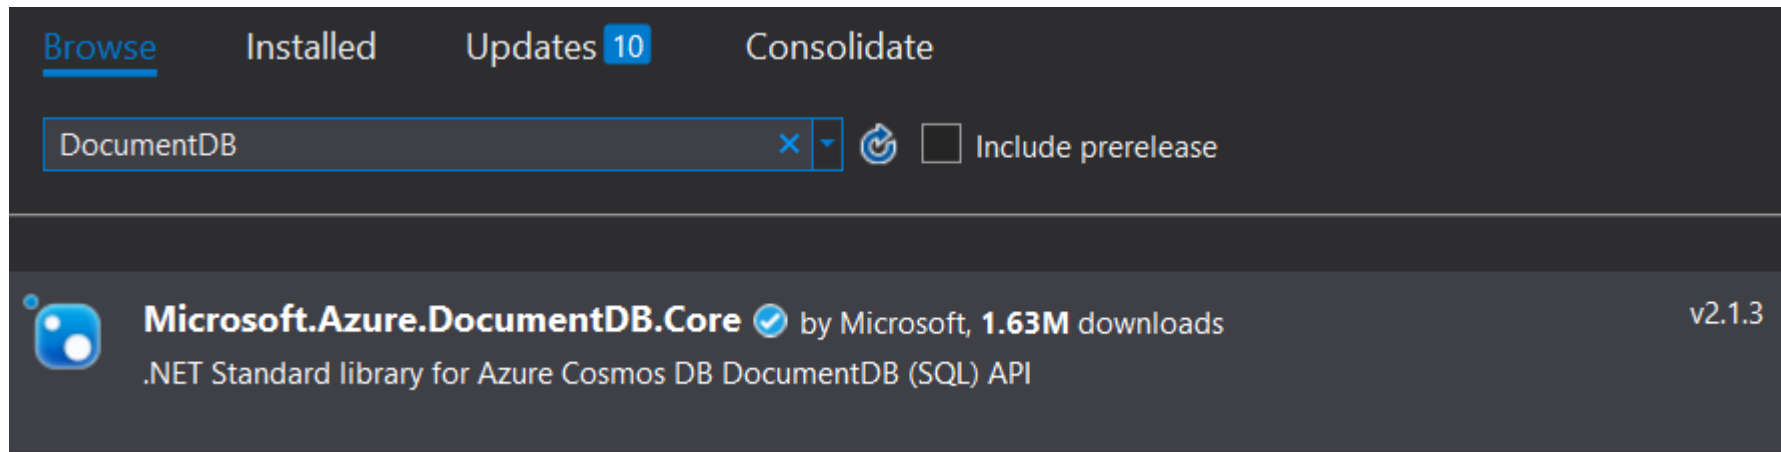 Browse Installed Updates 10 Consolidate
DocumentDB
Include prerelease
Microsoft.Azure.DocumentDB.Core by Microsoft, 1.63M downloads
v2.1.3
.NET Standard library for Azure Cosmos DB DocumentDB (SQL) API